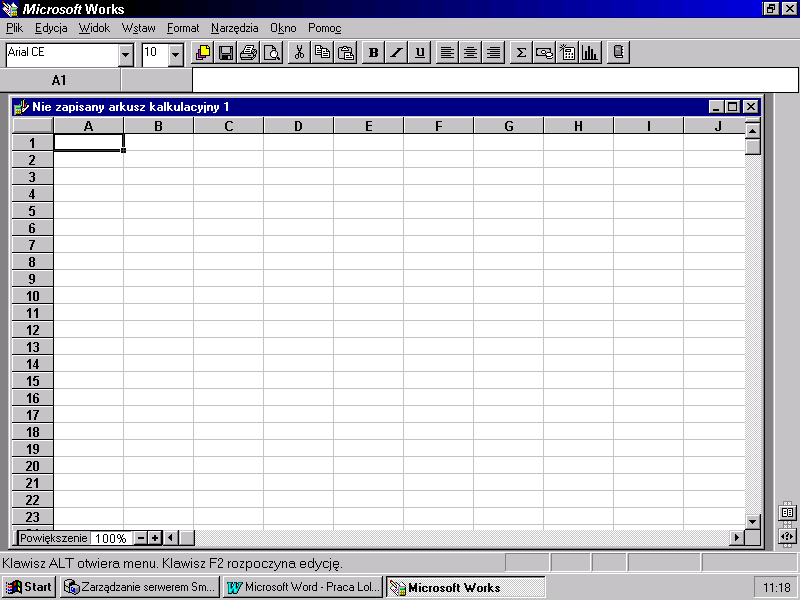 Microsoft Works
Plik Edycja Widok Wstaw Format Narzędzia Okno Pomoc
Arial CE 10 B I U Σ
A1
Nie zapisany arkusz kalkulacyjny 1
A B C D E F G H I J
1
2
3
4
5
6
7
8
9
10
11
12
13
14
15
16
17
18
19
20
21
22
23
Powiększenie 100%
Klawisz ALT otwiera menu. Klawisz F2 rozpoczyna edycję.
Start Zarządzanie serwerem Sm... Microsoft Word - Praca Lol... Microsoft Works 11:18